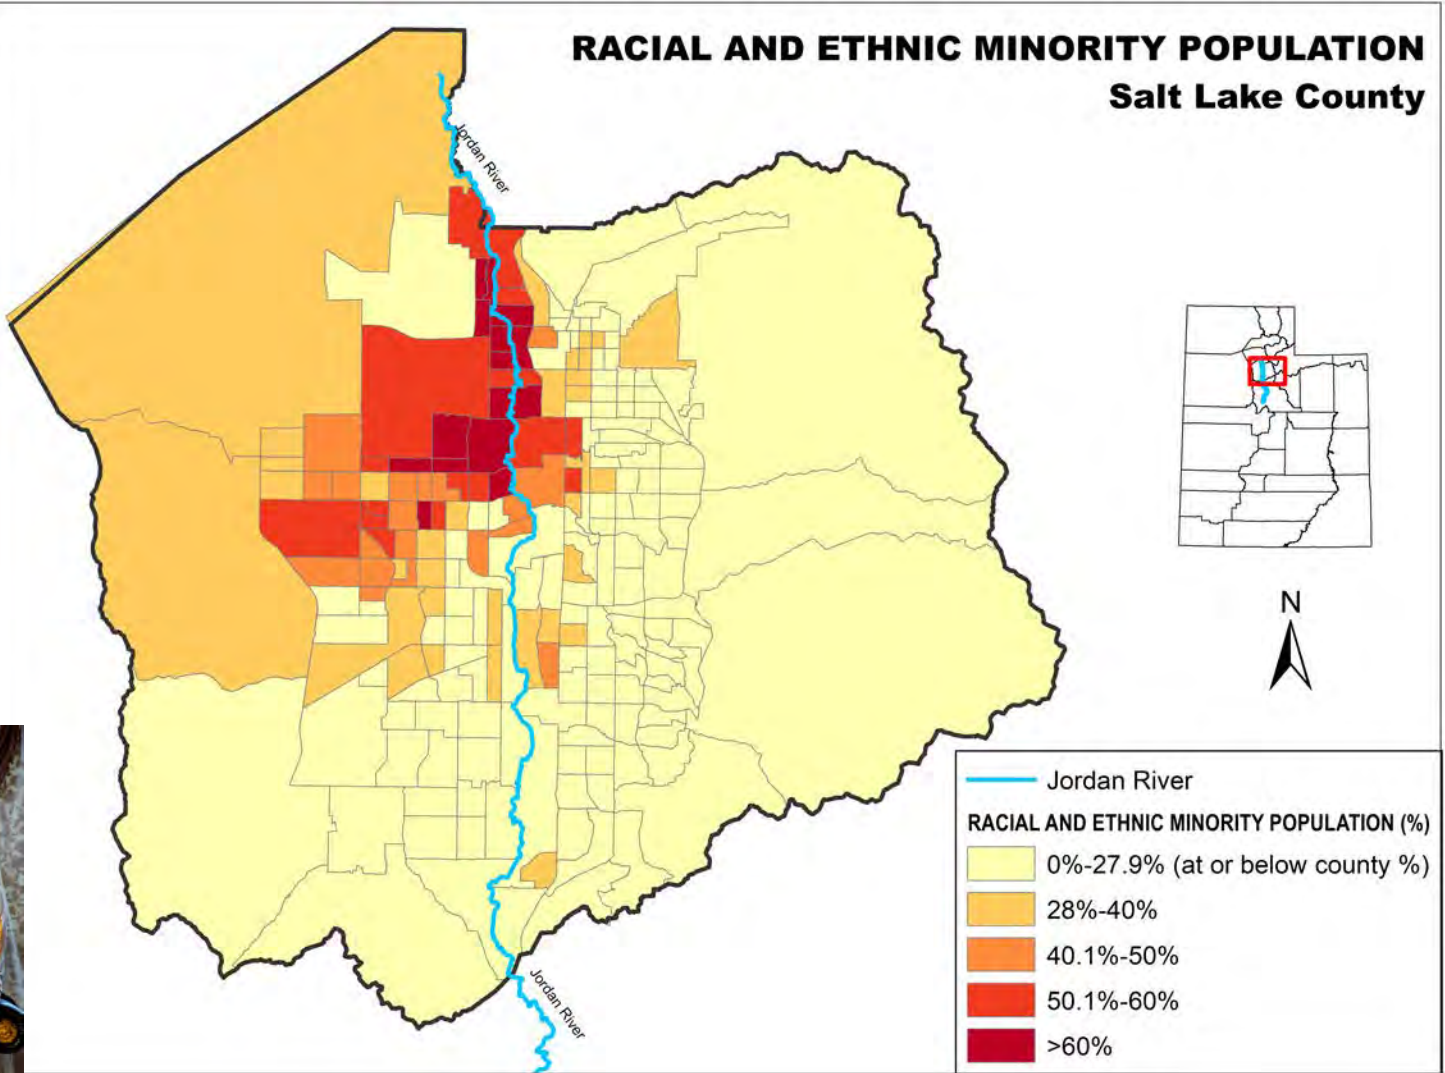 RACIAL AND ETHNIC MINORITY POPULATION
Salt Lake County
Jordan River
N
Jordan River
RACIAL AND ETHNIC MINORITY POPULATION (%)
0%-27.9% (at or below county %)
28%-40%
40.1%-50%
50.1%-60%
>60%
Jordan River